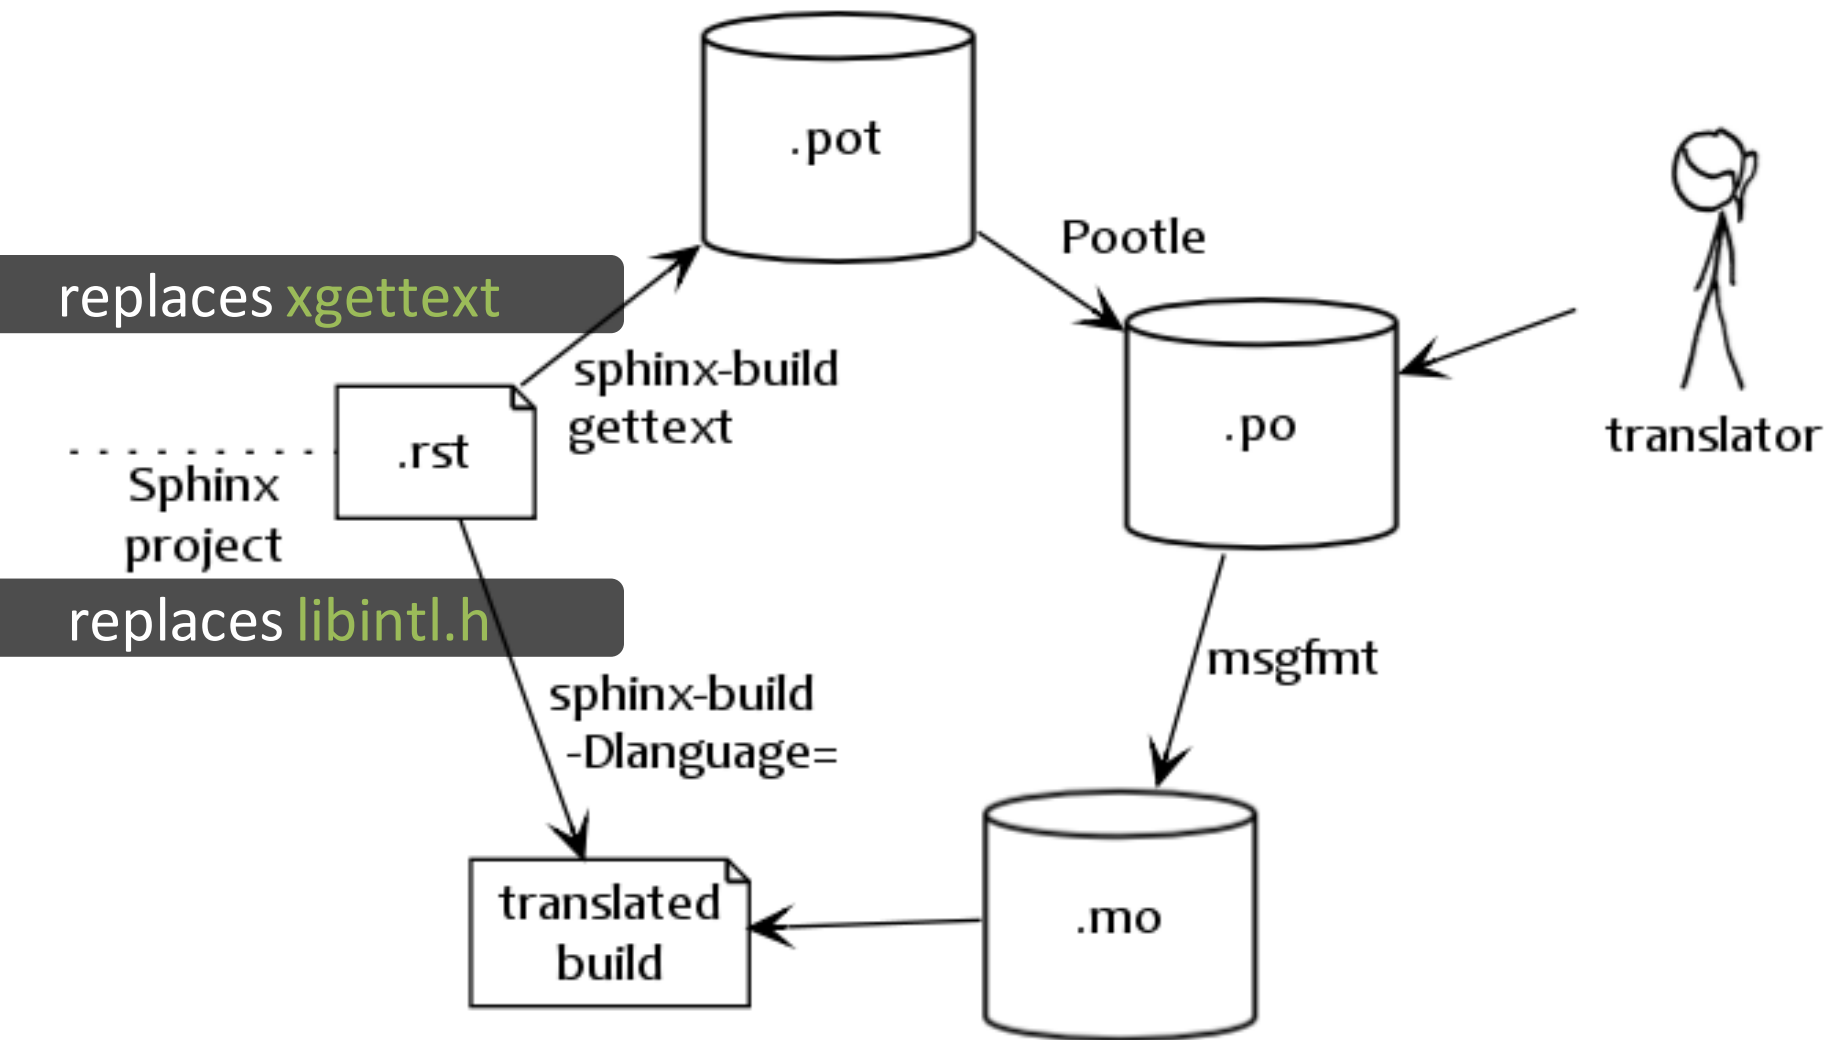 .pot
Pootle
replaces xgettext
sphinx-build
gettext
.rst
.po
translator
Sphinx
project
replaces libintl.h
msgfmt
sphinx-build
-Dlanguage=
translated
build
.mo